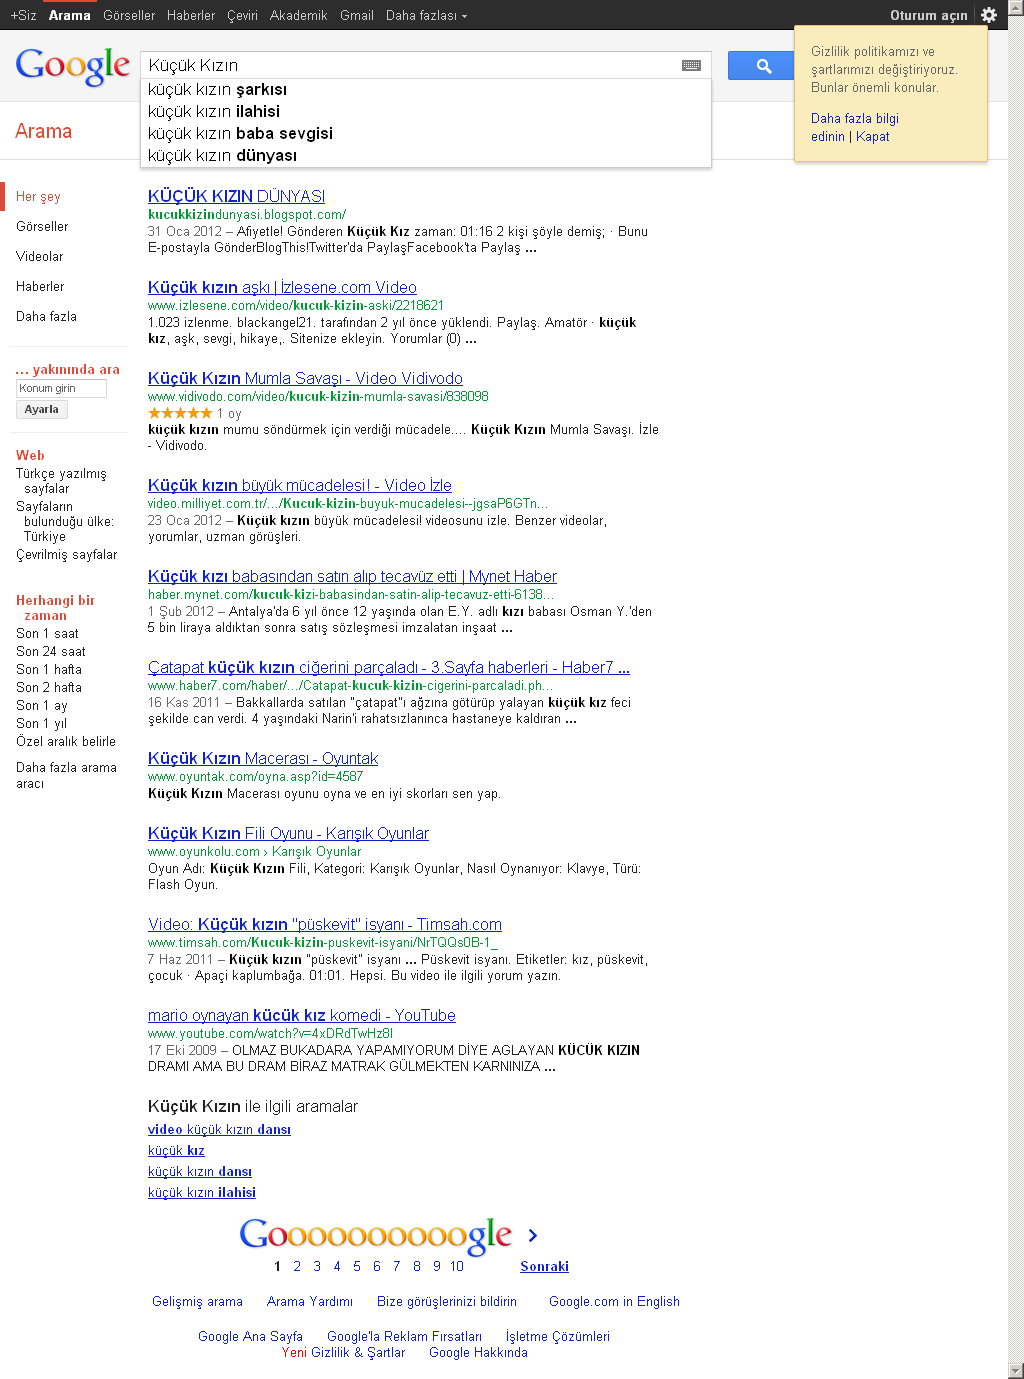 +Siz Arama Görseller Haberler Çeviri Akademik Gmail Daha fazlası
Oturum açın
Google
Küçük Kızın
küçük kızın şarkısı
küçük kızın ilahisi
küçük kızın baba sevgisi
küçük kızın dünyası
Gizlilik politikamızı ve
şartlarımızı değiştiriyoruz.
Bunlar önemli konular.
Daha fazla bilgi
edinin | Kapat
Arama
Her şey
Görseller
Videolar
Haberler
Daha fazla
... yakınında ara
Konum girin
Ayarla
Web
Türkçe yazılmış
sayfalar
Sayfaların
bulunduğu ülke:
Türkiye
Çevrilmiş sayfalar
Herhangi bir
zaman
Son 1 saat
Son 24 saat
Son 1 hafta
Son 2 hafta
Son 1 ay
Son 1 yıl
Özel aralık belirle
Daha fazla arama
aracı
KÜÇÜK KIZIN DÜNYASI
kucukkizindunyasi.blogspot.com/
31 Oca 2012 – Afiyetle! Gönderen Küçük Kız zaman: 01:16 2 kişi şöyle demiş; · Bunu
E-postayla GönderBlogThis!Twitter'da PaylaşFacebook'ta Paylaş ...
Küçük kızın aşkı | İzlesene.com Video
www.izlesene.com/video/kucuk-kizin-aski/2218621
1.023 izlenme. blackangel21. tarafından 2 yıl önce yüklendi. Paylaş. Amatör · küçük
kız, aşk, sevgi, hikaye,. Sitenize ekleyin. Yorumlar (0) ...
Küçük Kızın Mumla Savaşı - Video Vidivodo
www.vidivodo.com/video/kucuk-kizin-mumla-savasi/838098
1 oy
küçük kızın mumu söndürmek için verdiği mücadele.... Küçük Kızın Mumla Savaşı. İzle
- Vidivodo.
Küçük kızın büyük mücadelesi! - Video İzle
video.milliyet.com.tr/.../Kucuk-kizin-buyuk-mucadelesi--jgsaP6GTn...
23 Oca 2012 – Küçük kızın büyük mücadelesi! videosunu izle. Benzer videolar,
yorumlar, uzman görüşleri.
Küçük kızı babasından satın alıp tecavüz etti | Mynet Haber
haber.mynet.com/kucuk-kizi-babasindan-satin-alip-tecavuz-etti-6138...
1 Şub 2012 – Antalya'da 6 yıl önce 12 yaşında olan E.Y. adlı kızı babası Osman Y.'den
5 bin liraya aldıktan sonra satış sözleşmesi imzalatan inşaat ...
Çatapat küçük kızın ciğerini parçaladı - 3.Sayfa haberleri - Haber7 ...
www.haber7.com/haber/.../Catapat-kucuk-kizin-cigerini-parcaladi.ph...
16 Kas 2011 – Bakkallarda satılan "çatapat"ı ağzına götürüp yalayan küçük kız feci
şekilde can verdi. 4 yaşındaki Narin'i rahatsızlanınca hastaneye kaldıran ...
Küçük Kızın Macerası - Oyuntak
www.oyuntak.com/oyna.asp?id=4587
Küçük Kızın Macerası oyunu oyna ve en iyi skorları sen yap.
Küçük Kızın Fili Oyunu - Karışık Oyunlar
www.oyunkolu.com › Karışık Oyunlar
Oyun Adı: Küçük Kızın Fili, Kategori: Karışık Oyunlar, Nasıl Oynanıyor: Klavye, Türü:
Flash Oyun.
Video: Küçük kızın "püskevit" isyanı - Timsah.com
www.timsah.com/Kucuk-kizin-puskevit-isyani/NrTQQs0B-1_
7 Haz 2011 – Küçük kızın "püskevit" isyanı ... Püskevit isyanı. Etiketler: kız, püskevit,
çocuk · Apaçi kaplumbağa. 01:01. Hepsi. Bu video ile ilgili yorum yazın.
mario oynayan kücük kız komedi - YouTube
www.youtube.com/watch?v=4xDRdTwHz8I
17 Eki 2009 – OLMAZ BUKADARA YAPAMIYORUM DİYE AGLAYAN KÜCÜK KIZIN
DRAMI AMA BU DRAM BİRAZ MATRAK GÜLMEKTEN KARNINIZA ...
Küçük Kızın ile ilgili aramalar
video küçük kızın dansı
küçük kız
küçük kızın dansı
küçük kızın ilahisi
Goooooooooogle
1 2 3 4 5 6 7 8 9 10 Sonraki
Gelişmiş arama Arama Yardımı Bize görüşlerinizi bildirin Google.com in English
Google Ana Sayfa Google'la Reklam Fırsatları İşletme Çözümleri
Yeni Gizlilik & Şartlar Google Hakkında